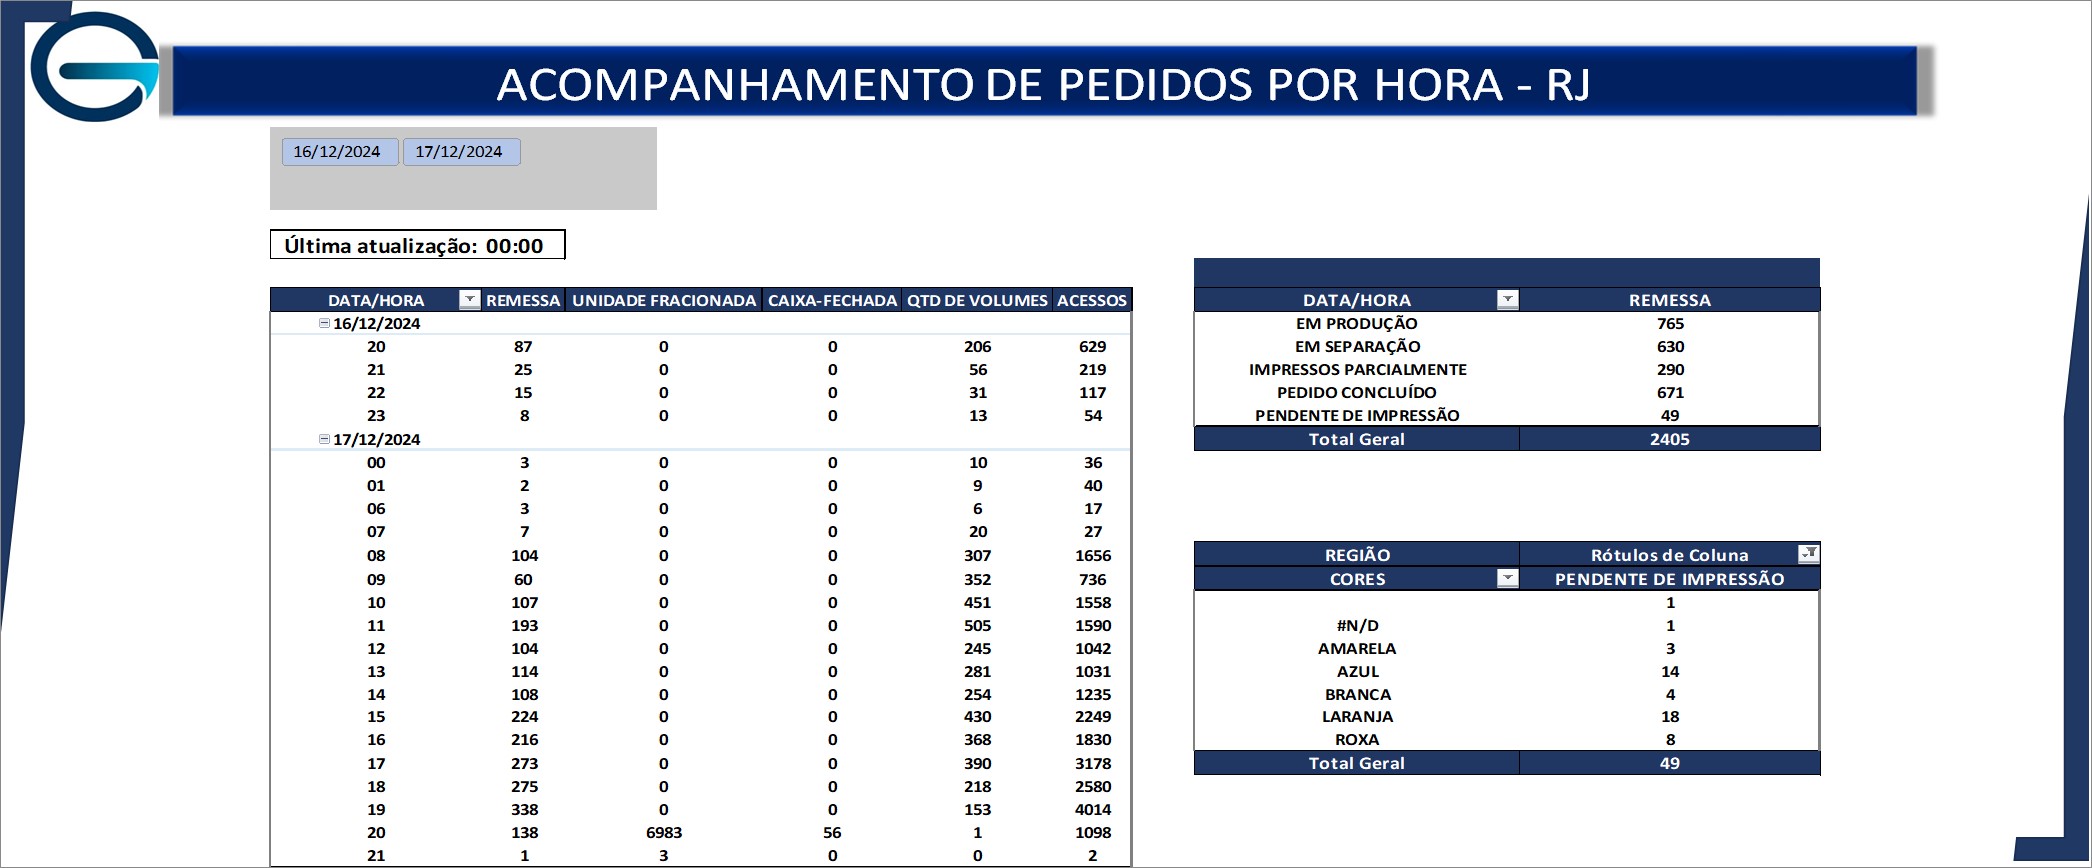 ACOMPANHAMENTO DE PEDIDOS POR HORA - RJ
16/12/2024 17/12/2024
Última atualização: 00:00
DATA/HORA REMESSA UNIDADE FRACIONADA CAIXA-FECHADA QTD DE VOLUMES ACESSOS
16/12/2024
20 87 0 0 206 629
21 25 0 0 56 219
22 15 0 0 31 117
23 8 0 0 13 54
17/12/2024
00 3 0 0 10 36
01 2 0 0 9 40
06 3 0 0 6 17
07 7 0 0 20 27
08 104 0 0 307 1656
09 60 0 0 352 736
10 107 0 0 451 1558
11 193 0 0 505 1590
12 104 0 0 245 1042
13 114 0 0 281 1031
14 108 0 0 254 1235
15 224 0 0 430 2249
16 216 0 0 368 1830
17 273 0 0 390 3178
18 275 0 0 218 2580
19 338 0 0 153 4014
20 138 6983 56 1 1098
21 1 3 0 0 2
DATA/HORA REMESSA
EM PRODUÇÃO 765
EM SEPARAÇÃO 630
IMPRESSOS PARCIALMENTE 290
PEDIDO CONCLUÍDO 671
PENDENTE DE IMPRESSÃO 49
Total Geral 2405
REGIÃO Rótulos de Coluna
CORES PENDENTE DE IMPRESSÃO
1
#N/D 1
AMARELA 3
AZUL 14
BRANCA 4
LARANJA 18
ROXA 8
Total Geral 49